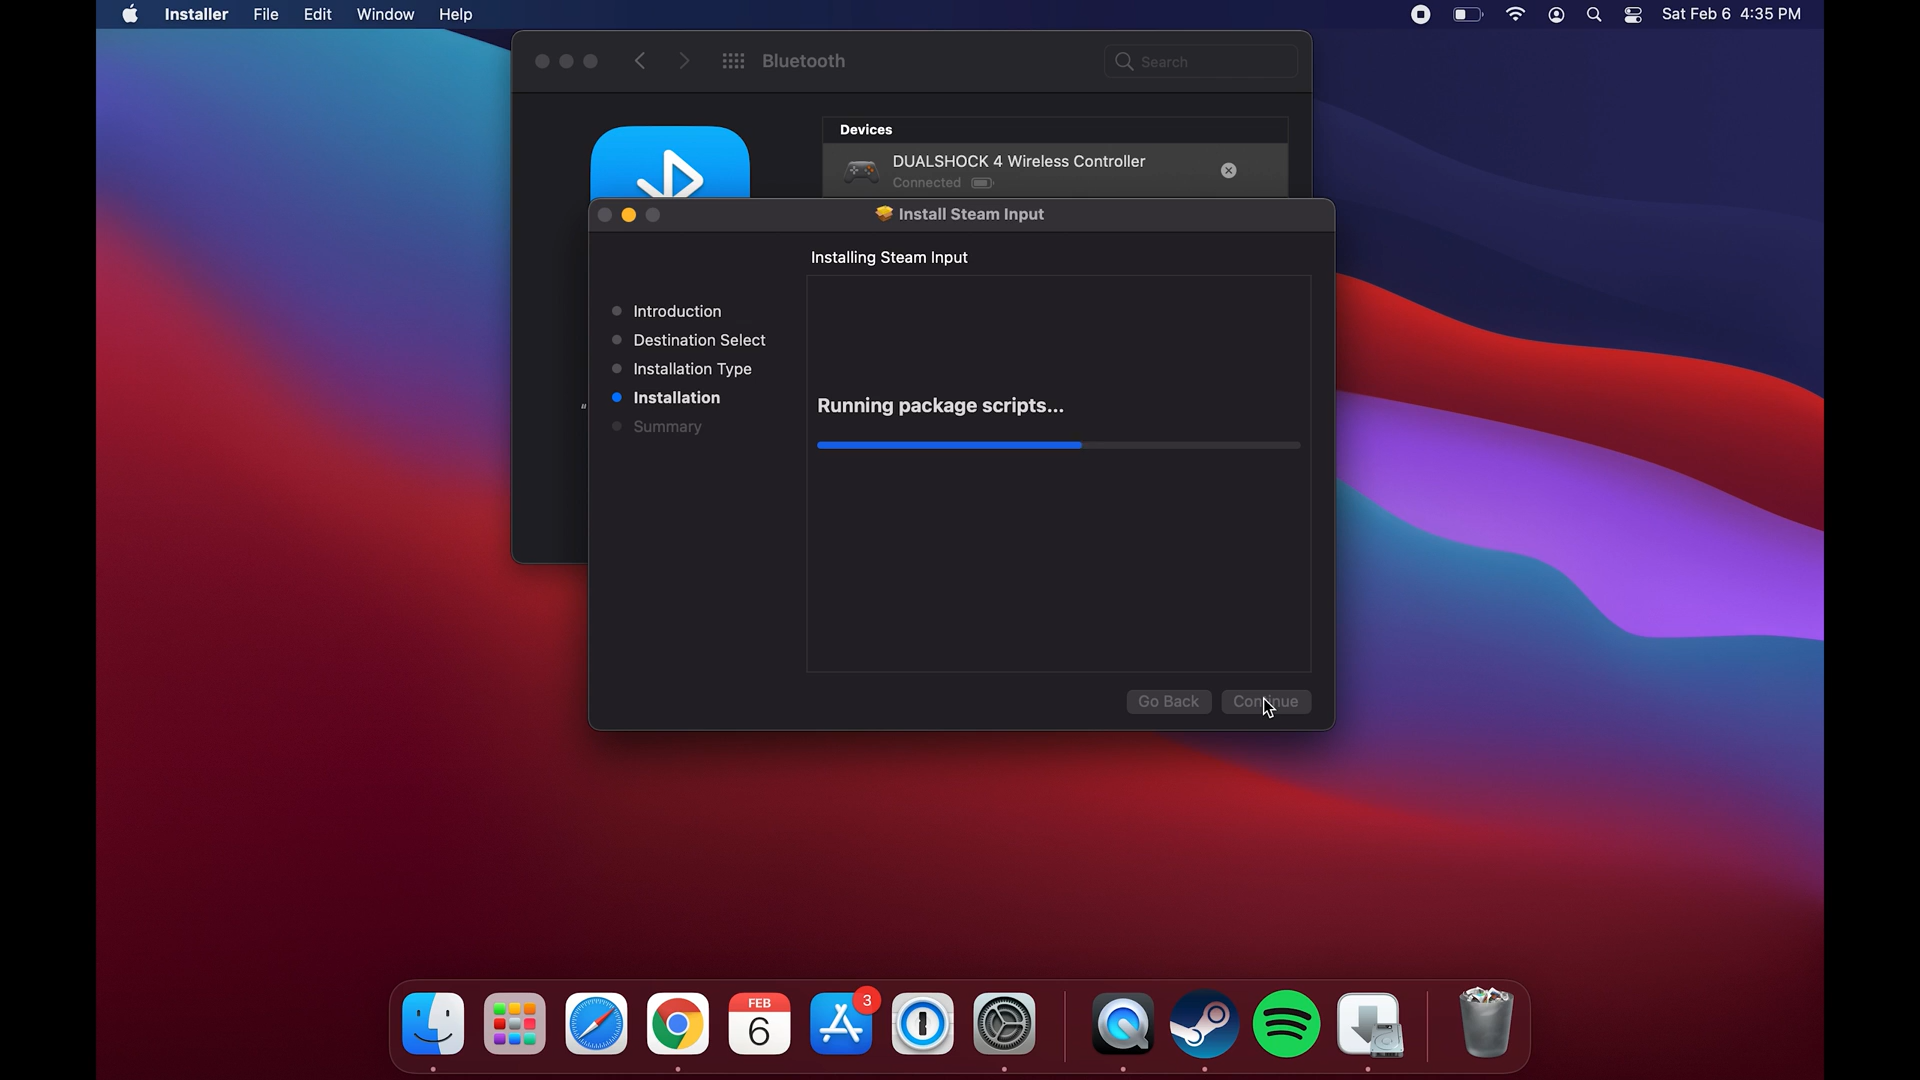 Installer File Edit Window Help Sat Feb 6 4:35 PM
Bluetooth
Search
Devices
DUALSHOCK 4 Wireless Controller
Connected
Install Steam Input
Installing Steam Input
Introduction
Destination Select
Installation Type
Installation
Summary
Running package scripts...
Go Back
Continue
FEB
6
3